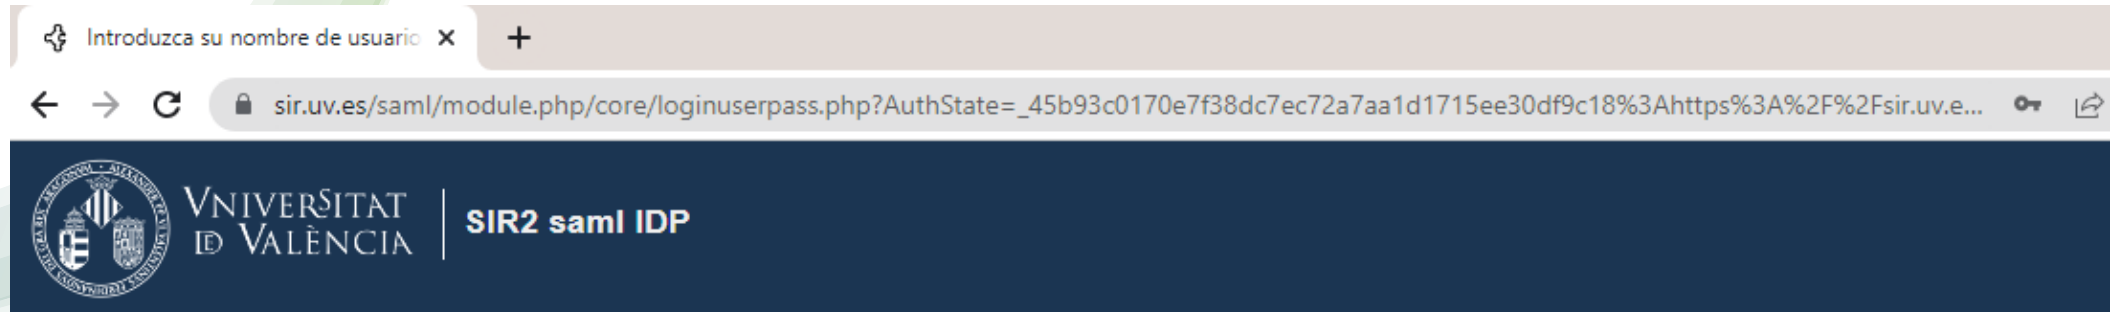 Introduzca su nombre de usuario
sir.uv.es/saml/module.php/core/loginuserpass.php?AuthState=_45b93c0170e7f38dc7ec72a7aa1d1715ee30df9c18%3Ahttps%3A%2F%2Fsir.uv.e...
VNIVERSITAT
ID VALÈNCIA
SIR2 saml IDP